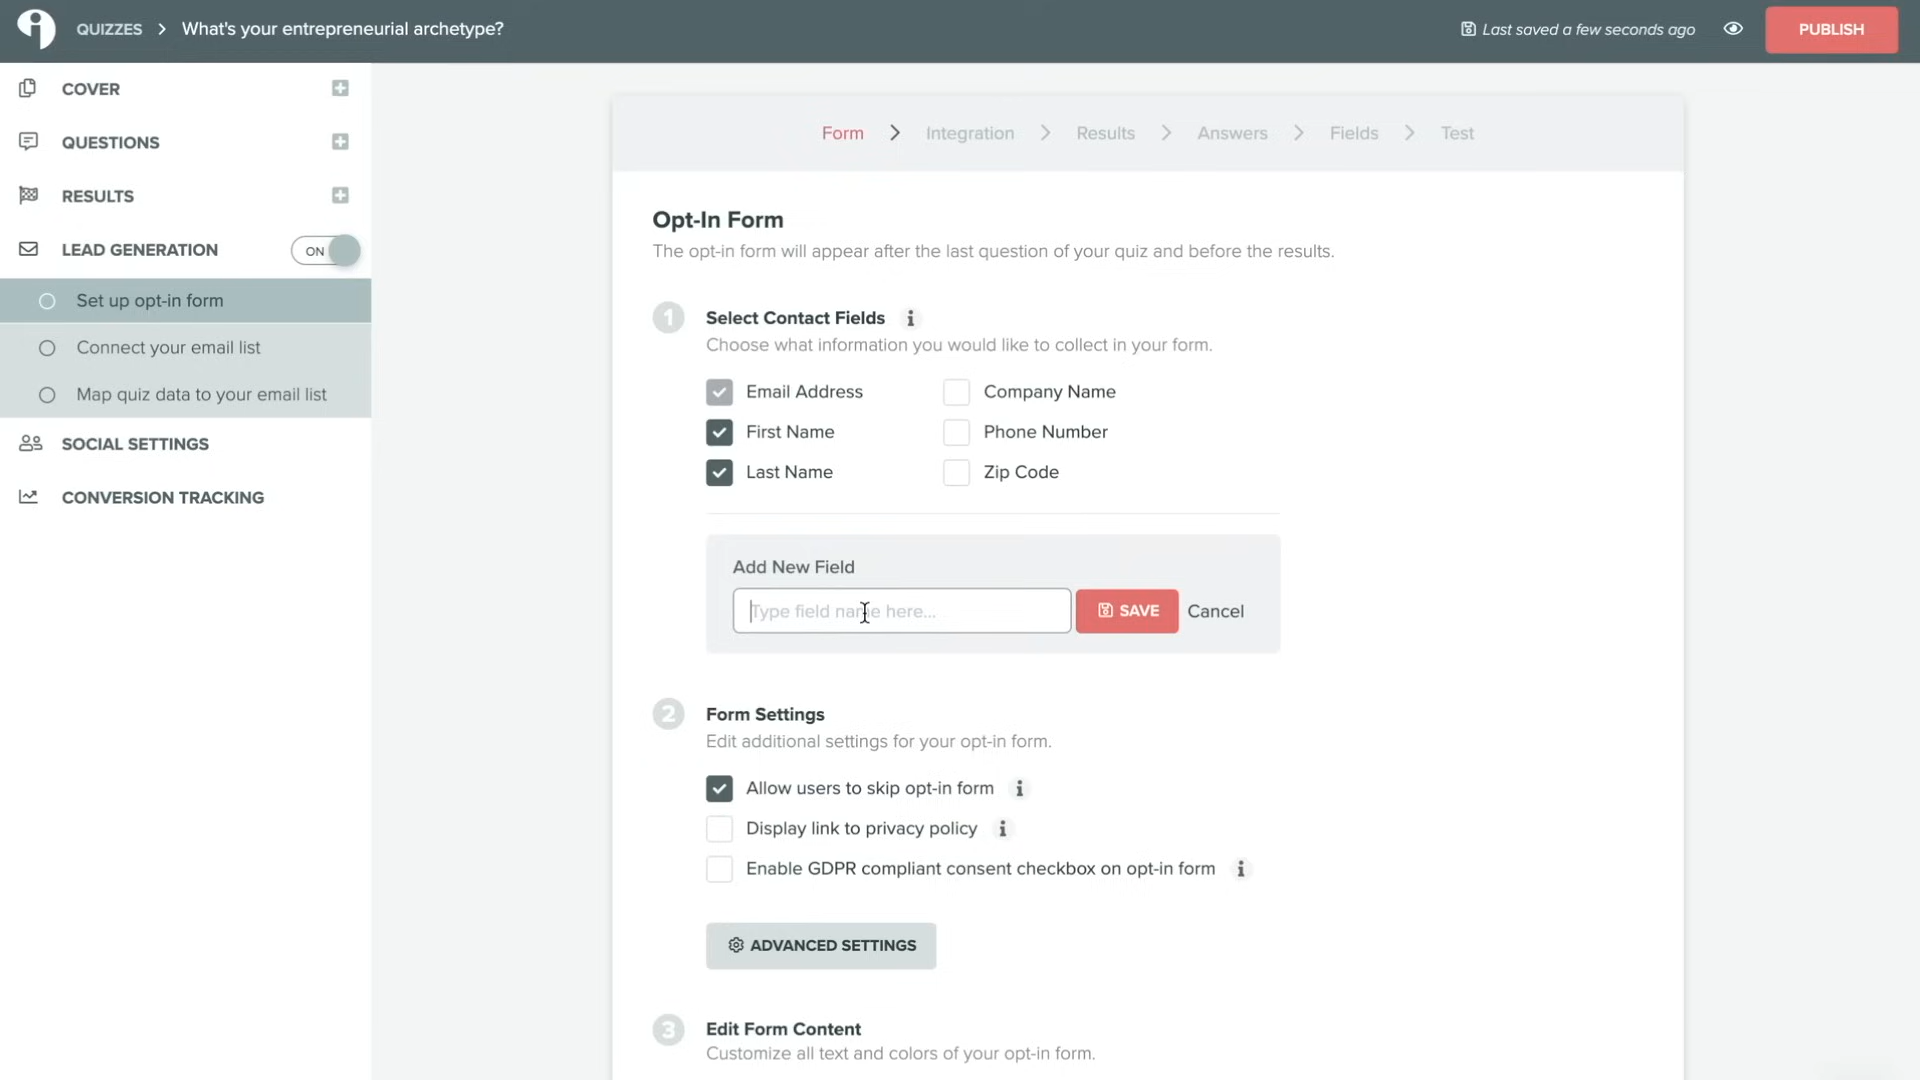 QUIZZES > What's your entrepreneurial archetype?
Last saved a few seconds ago
PUBLISH
COVER
QUESTIONS
RESULTS
LEAD GENERATION
ON
Set up opt-in form
Connect your email list
Map quiz data to your email list
SOCIAL SETTINGS
CONVERSION TRACKING
Form > Integration > Results > Answers > Fields > Test
Opt-In Form
The opt-in form will appear after the last question of your quiz and before the results.
1 Select Contact Fields i
Choose what information you would like to collect in your form.
Email Address Company Name
First Name Phone Number
Last Name Zip Code
Add New Field
Type field name here...
SAVE Cancel
2 Form Settings
Edit additional settings for your opt-in form.
Allow users to skip opt-in form i
Display link to privacy policy i
Enable GDPR compliant consent checkbox on opt-in form i
ADVANCED SETTINGS
3 Edit Form Content
Customize all text and colors of your opt-in form.